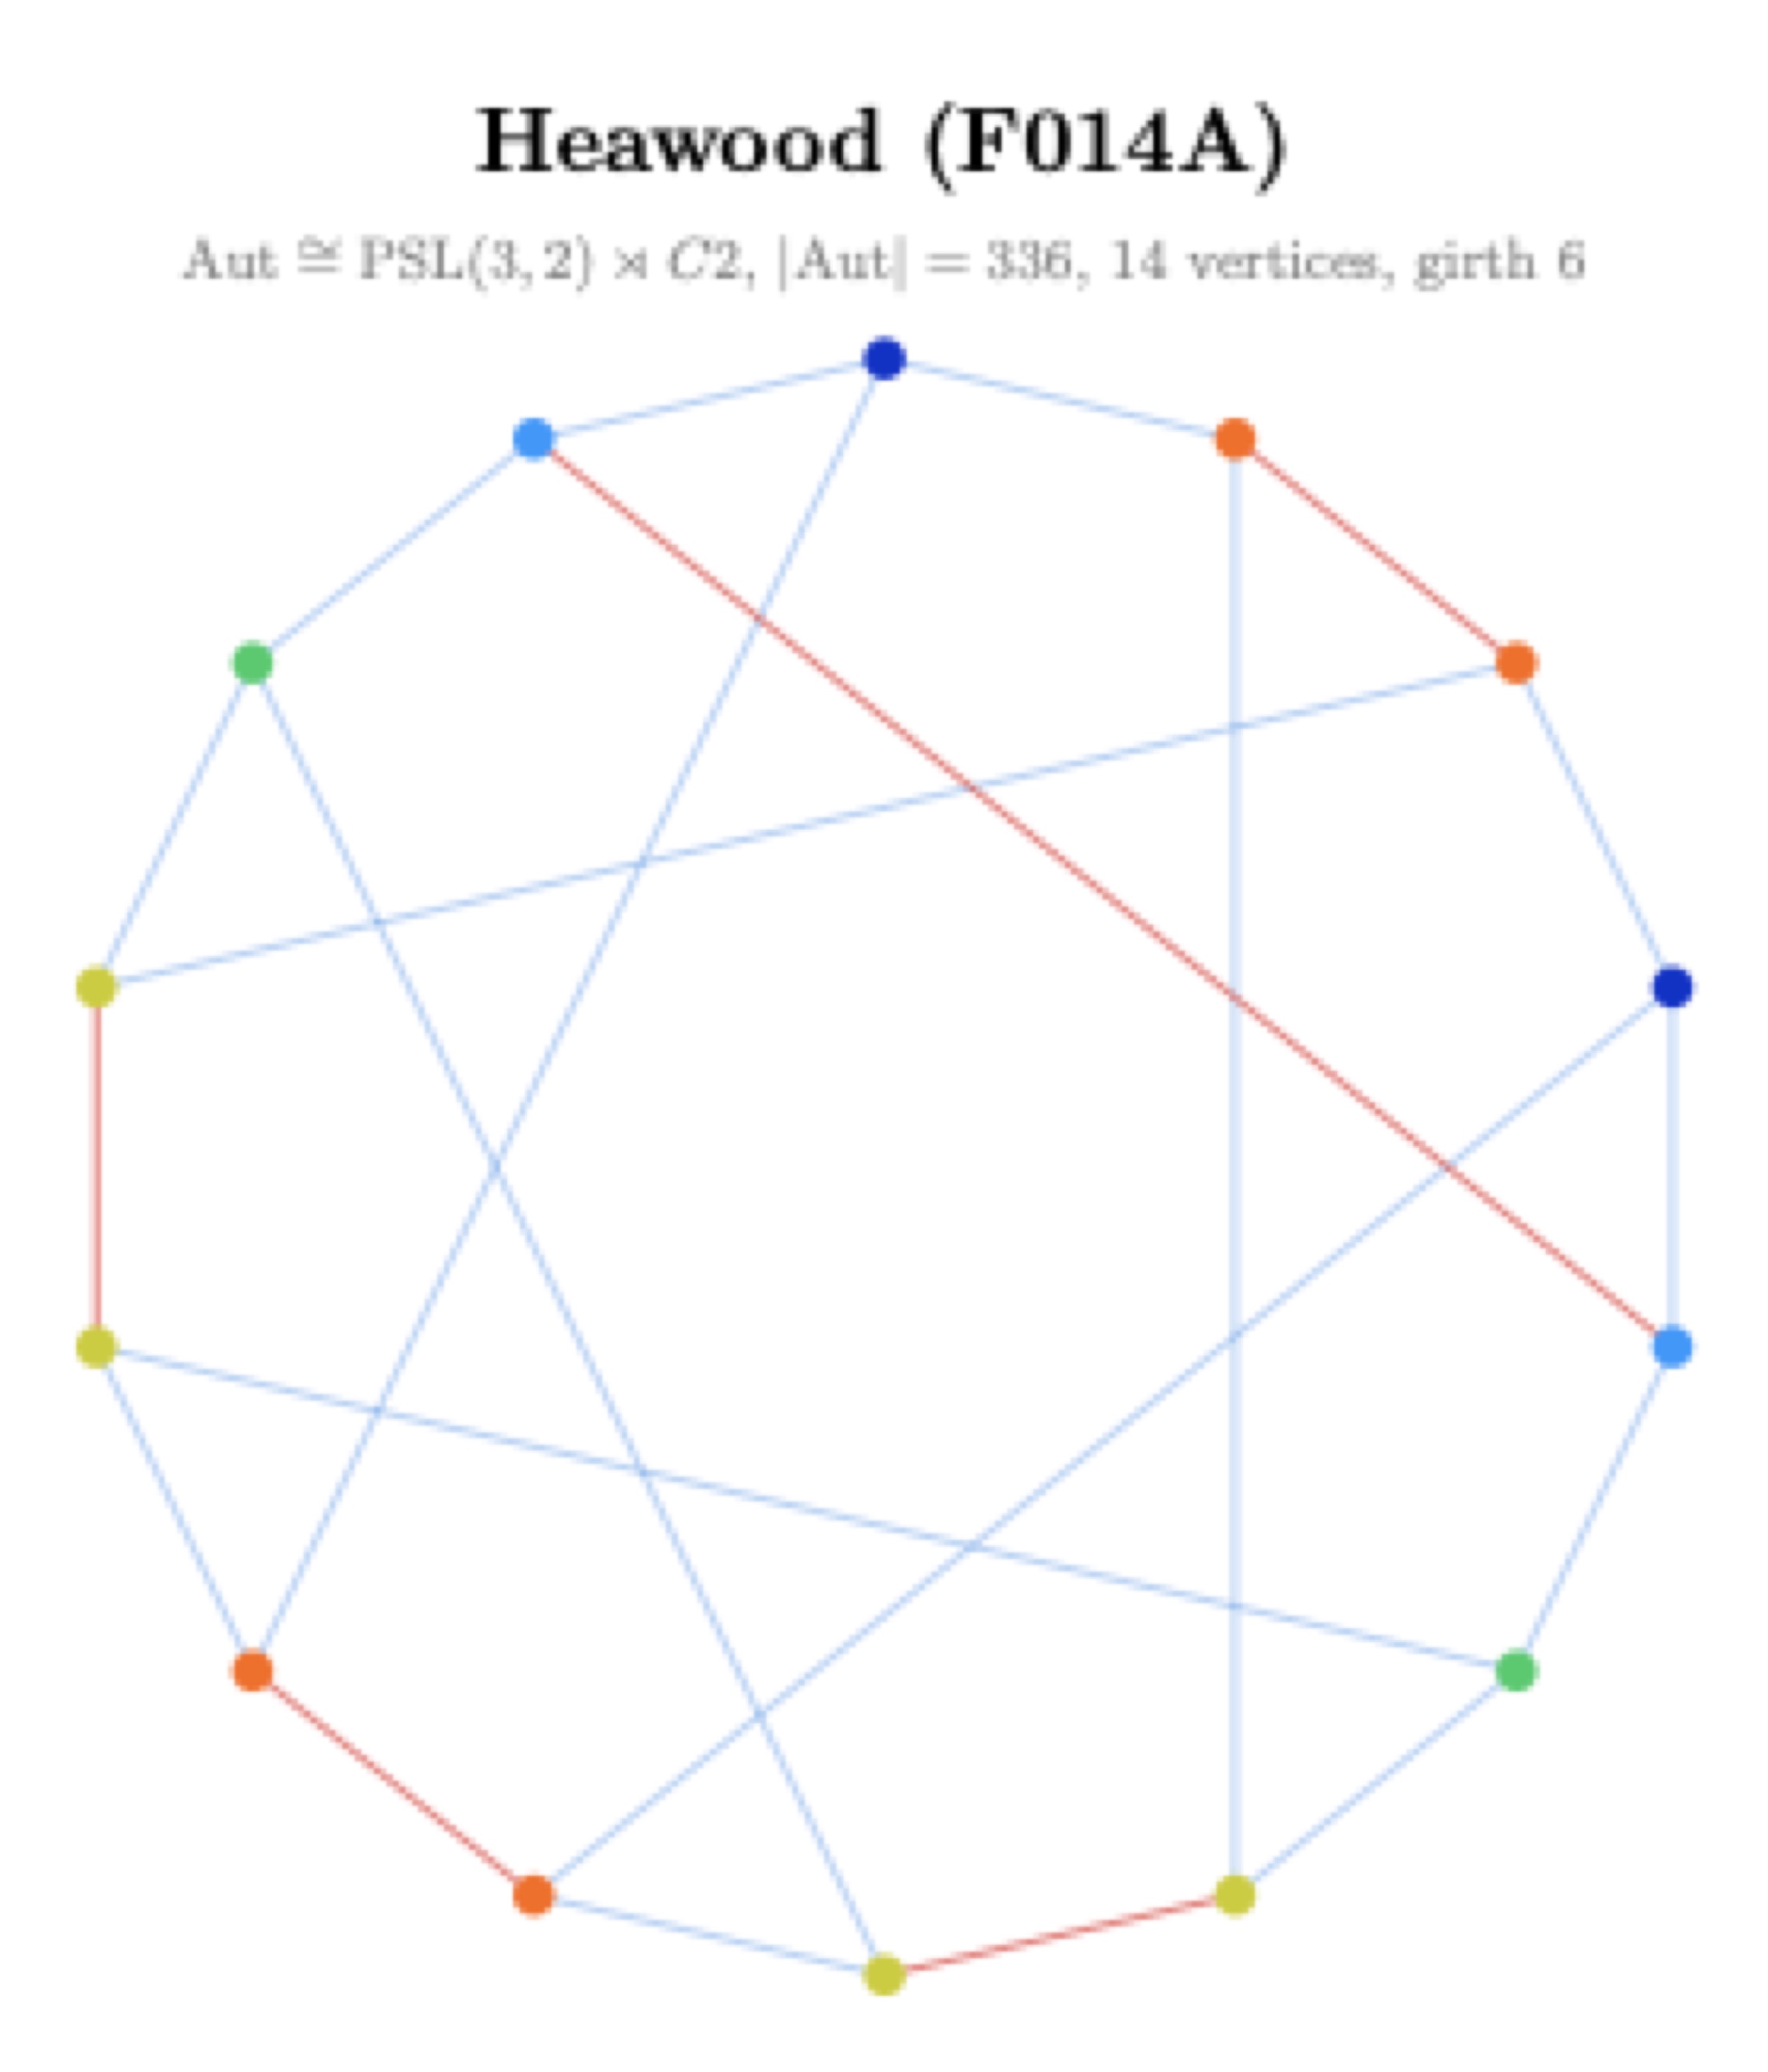 Heawood (F014A)
Aut ≅ PSL(3, 2) ⋊ C2, |Aut| = 336, 14 vertices, girth 6